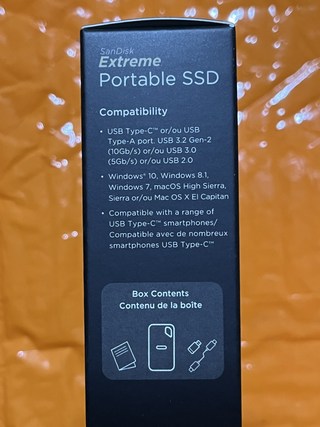 SanDisk
Extreme
Portable SSD
Compatibility
• USB Type-C™ or/ou USB
Type-A port. USB 3.2 Gen-2
(10Gb/s) or/ou USB 3.0
(5Gb/s) or/ou USB 2.0
• Windows® 10, Windows 8.1,
Windows 7, macOS High Sierra,
Sierra or/ou Mac OS X El Capitan
• Compatible with a range of
USB Type-C™ smartphones/
Compatible avec de nombreux
smartphones USB Type-C™
Box Contents
Contenu de la boîte